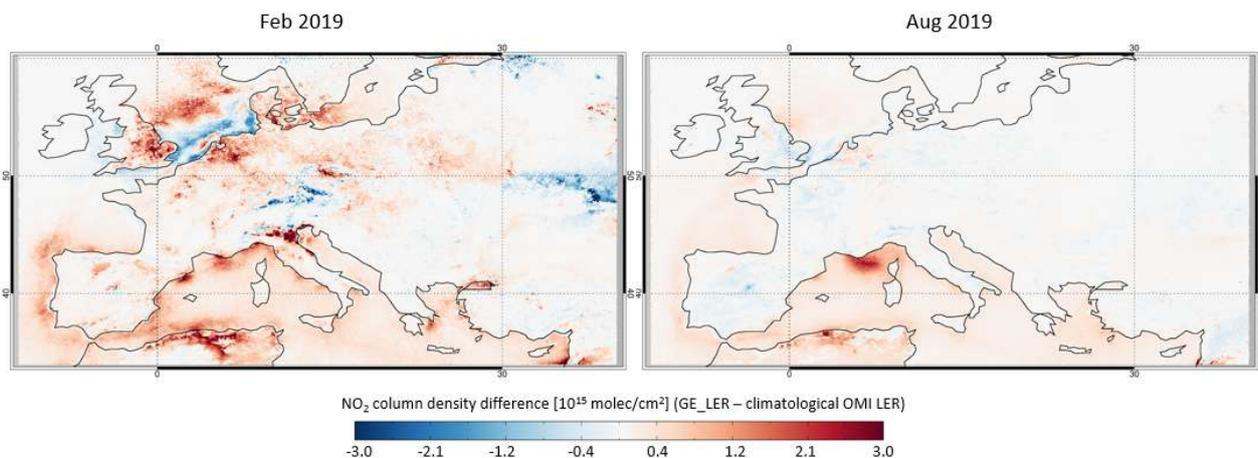 Feb 2019
Aug 2019
0 30 0 30
50 50
40 40 40
0 30 0 30
NO₂ column density difference [10¹⁵ molec/cm²] (GE_LER – climatological OMI LER)
-3.0 -2.1 -1.2 -0.4 0.4 1.2 2.1 3.0